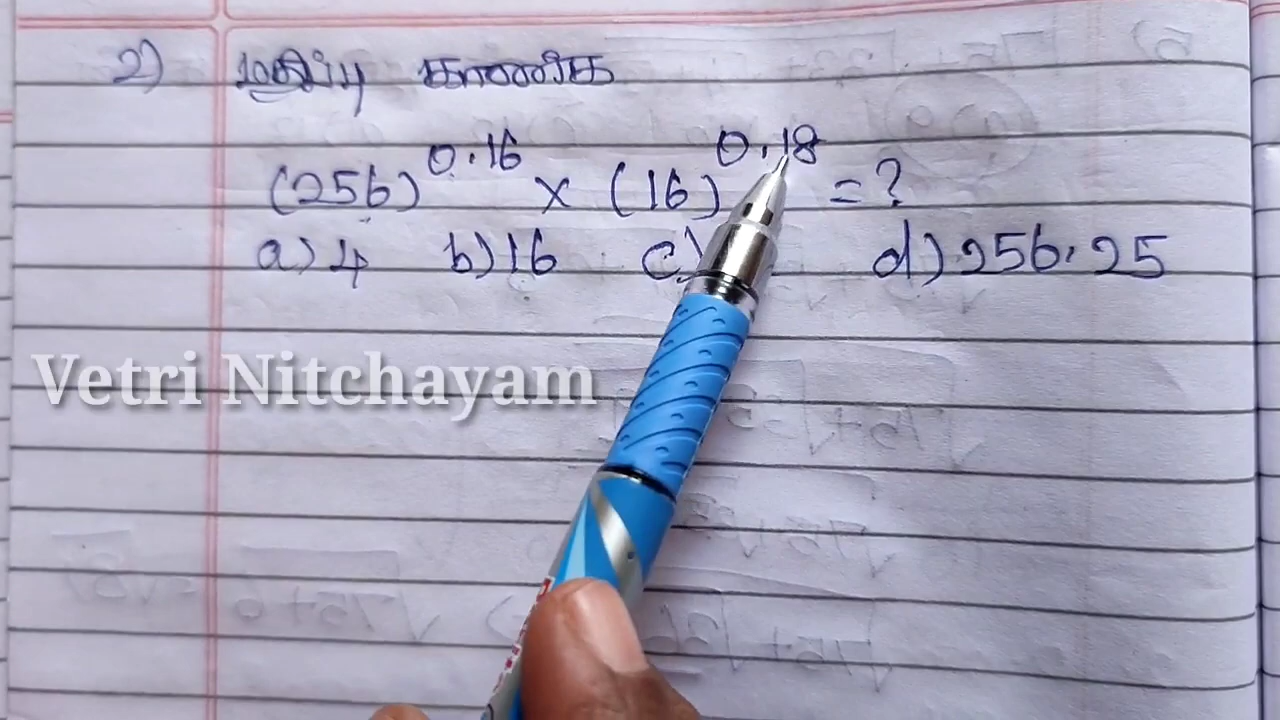 2) மதிப்பு காண்க
(256)^0.16 × (16)^0.18 = ?
a) 4 b) 16 c) d) 256.25
Vetri Nitchayam